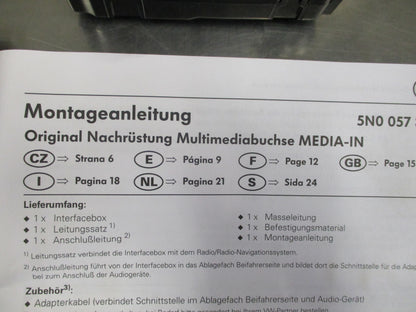 Montageanleitung
5N0 057
Original Nachrüstung Multimediabuchse MEDIA-IN
CZ ⇒ Strana 6 E ⇒ Página 9 F ⇒ Page 12 GB ⇒ Page 15
I ⇒ Pagina 18 NL ⇒ Pagina 21 S ⇒ Sida 24
Lieferumfang:
◆ 1 x Interfacebox
◆ 1 x Leitungssatz 1)
◆ 1 x Anschlußleitung 2)
◆ 1 x Masseleitung
◆ 1 x Befestigungsmaterial
◆ 1 x Montageanleitung
1) Leitungssatz verbindet die Interfacebox mit dem Radio/Radio-Navigationssystem.
2) Anschlußleitung führt von der Interfacebox in das Ablagefach Beifahrerseite und bildet dort die Schnittstelle für die
bei zum Anschluß der Audiogeräte.
Zubehör3):
◆ Adapterkabel (verbindet Schnittstelle im Ablagefach Beifahrerseite und Audio-Gerät)